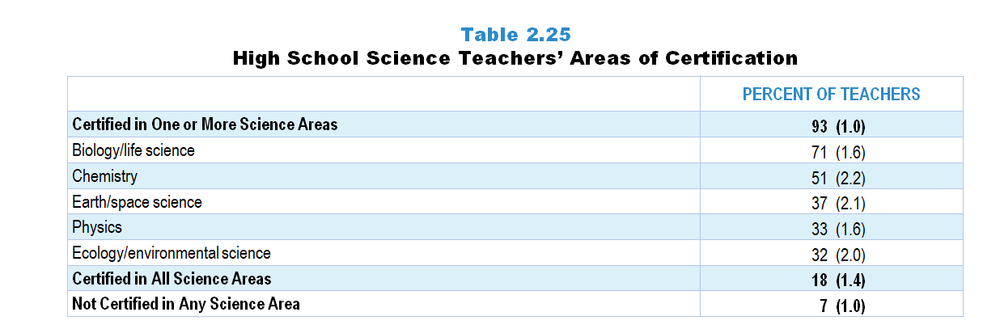 Table 2.25
High School Science Teachers’ Areas of Certification
PERCENT OF TEACHERS
Certified in One or More Science Areas 93 (1.0)
Biology/life science 71 (1.6)
Chemistry 51 (2.2)
Earth/space science 37 (2.1)
Physics 33 (1.6)
Ecology/environmental science 32 (2.0)
Certified in All Science Areas 18 (1.4)
Not Certified in Any Science Area 7 (1.0)